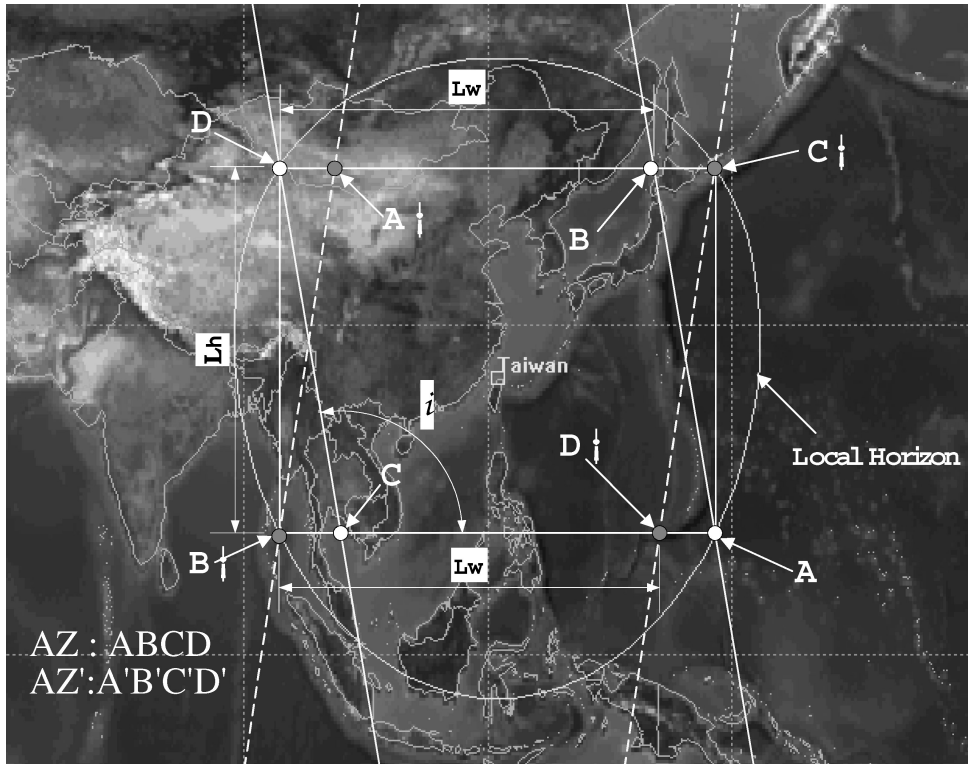 Lw
D
C¡
A¡
B
Lh
Taiwan
i
D¡
Local Horizon
C
B¡
Lw
A
AZ : ABCD
AZ':A'B'C'D'